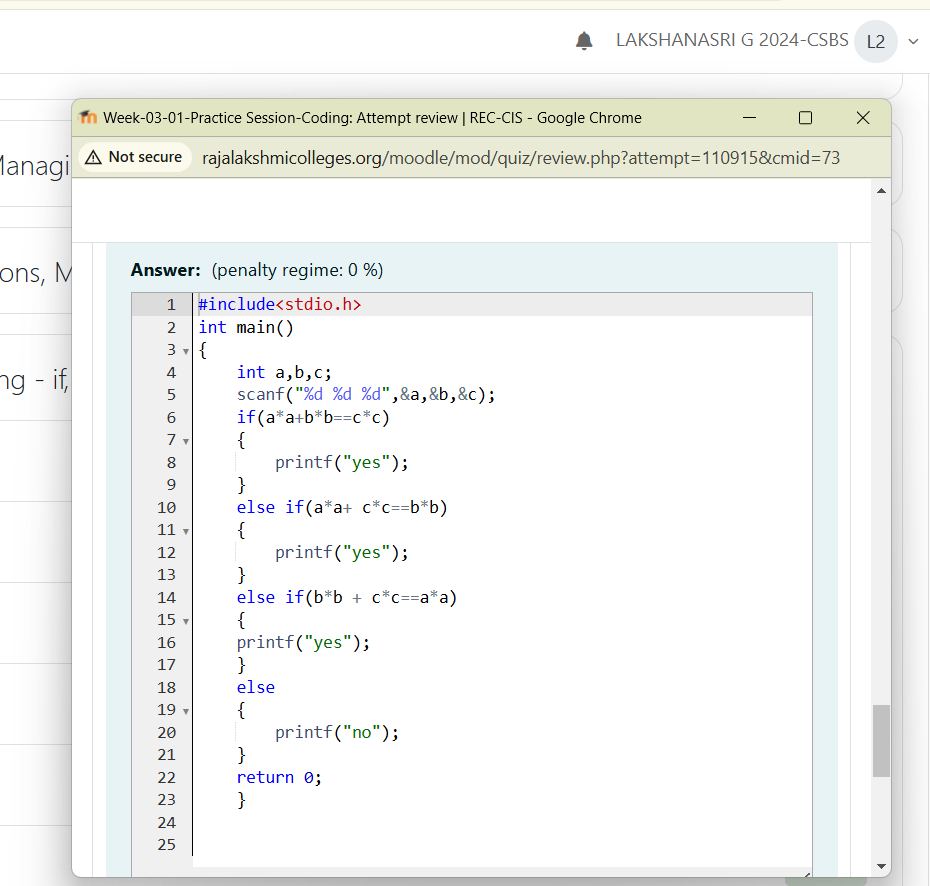 LAKSHANASRI G 2024-CSBS L2
Week-03-01-Practice Session-Coding: Attempt review | REC-CIS - Google Chrome
Not secure rajalakshmicolleges.org/moodle/mod/quiz/review.php?attempt=110915&cmid=73
Managi
ons, M
ng - if,
Answer: (penalty regime: 0 %)
1 #include<stdio.h>
2 int main()
3 {
4 int a,b,c;
5 scanf("%d %d %d",&a,&b,&c);
6 if(a*a+b*b==c*c)
7 {
8 printf("yes");
9 }
10 else if(a*a+ c*c==b*b)
11 {
12 printf("yes");
13 }
14 else if(b*b + c*c==a*a)
15 {
16 printf("yes");
17 }
18 else
19 {
20 printf("no");
21 }
22 return 0;
23 }
24
25